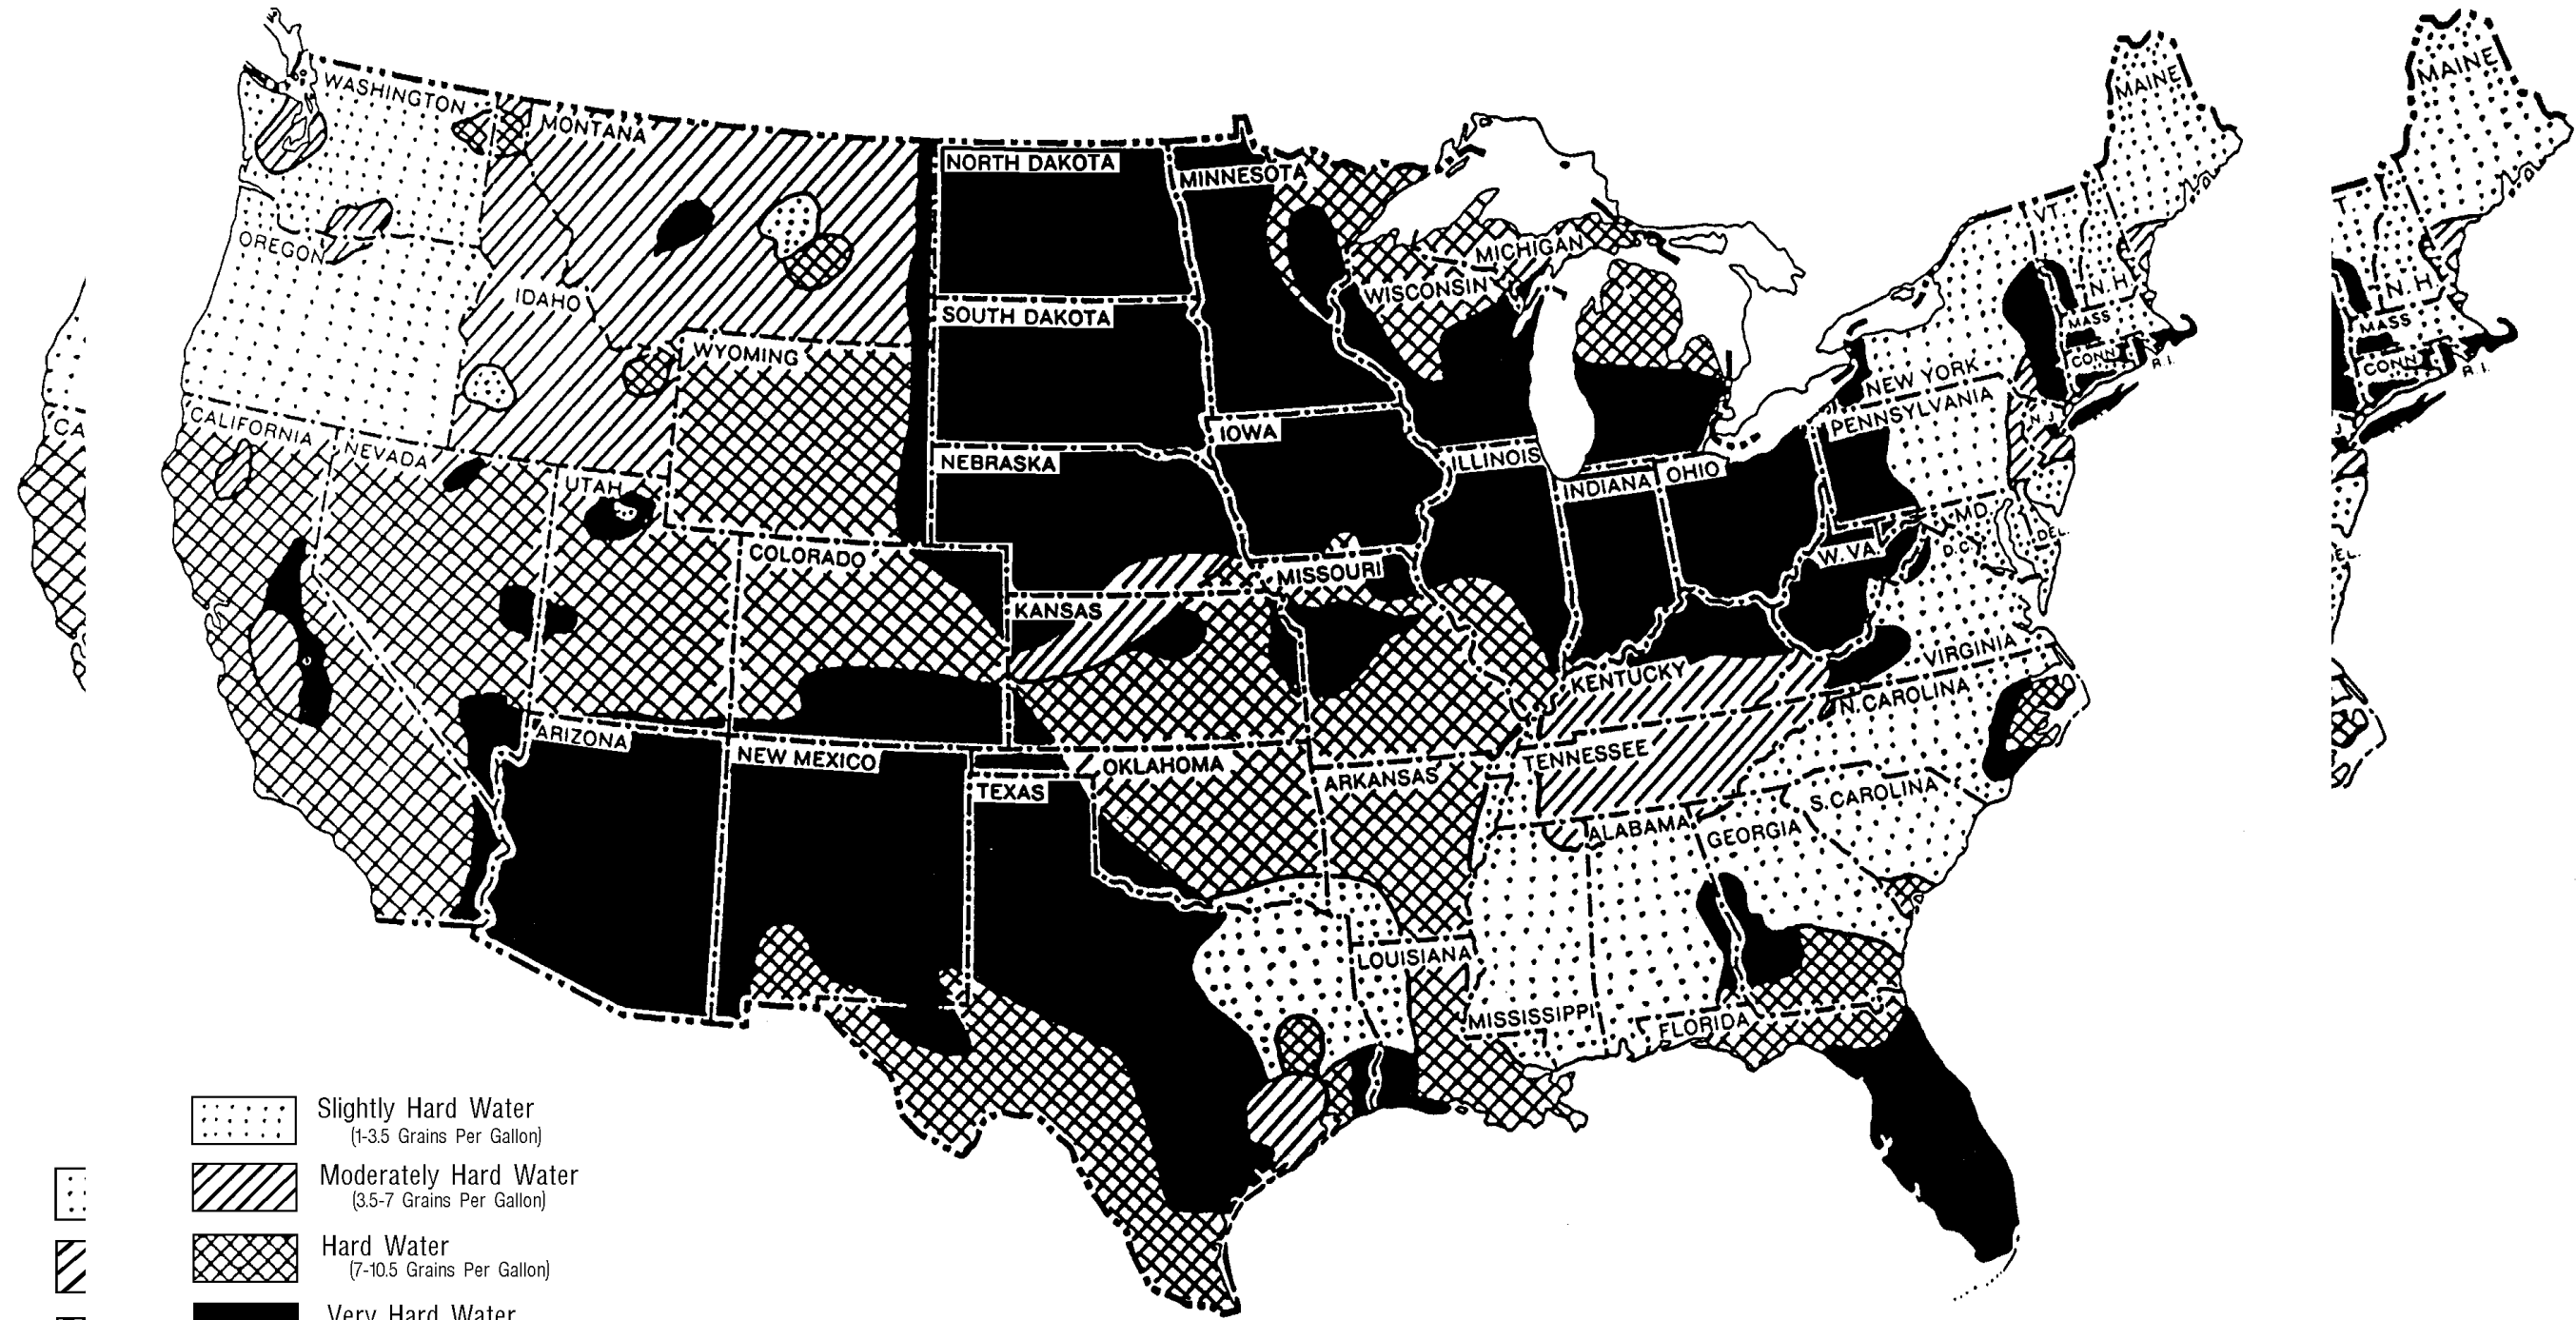 WASHINGTON
MONTANA
NORTH DAKOTA
MINNESOTA
MAINE
MAINE
OREGON
IDAHO
SOUTH DAKOTA
WISCONSIN
MICHIGAN
VT.
T.
N.H.
N.H.
MASS
MASS
CONN
CONN
R.I.
R.I.
WYOMING
NEW YORK
PENNSYLVANIA
N.J.
J
CA
CALIFORNIA
NEVADA
UTAH
NEBRASKA
IOWA
ILLINOIS
INDIANA
OHIO
COLORADO
KANSAS
MISSOURI
W.VA.
MD.
D.C.
DEL.
EL.
VIRGINIA
KENTUCKY
N.CAROLINA
ARIZONA
NEW MEXICO
OKLAHOMA
TEXAS
ARKANSAS
TENNESSEE
S.CAROLINA
ALABAMA
GEORGIA
LOUISIANA
MISSISSIPPI
FLORIDA
Slightly Hard Water
(1-3.5 Grains Per Gallon)
Moderately Hard Water
(3.5-7 Grains Per Gallon)
Hard Water
(7-10.5 Grains Per Gallon)
Very Hard Water